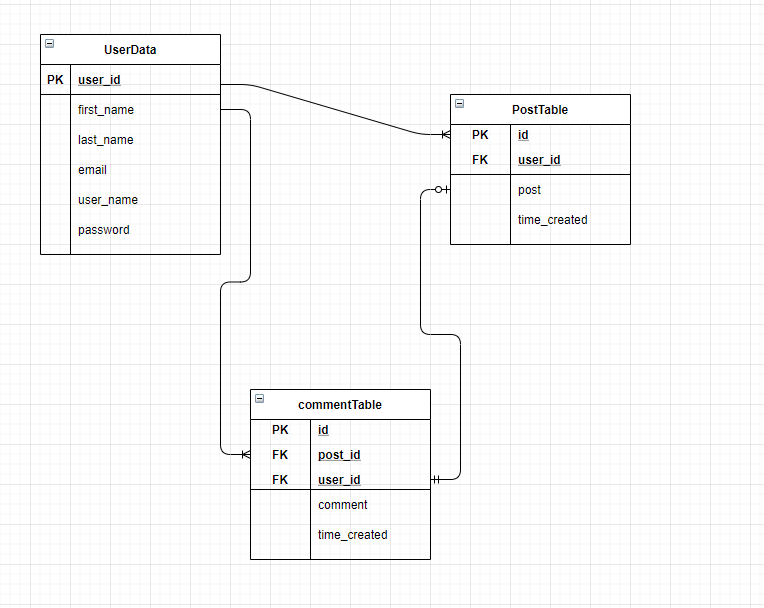 UserData
PK user_id
first_name
last_name
email
user_name
password
PostTable
PK id
FK user_id
post
time_created
commentTable
PK id
FK post_id
FK user_id
comment
time_created